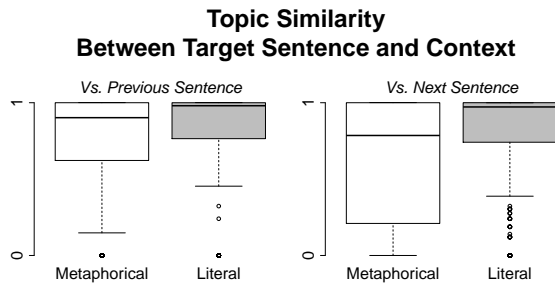 Topic Similarity
Between Target Sentence and Context
Vs. Previous Sentence
1
0
Metaphorical Literal
Vs. Next Sentence
1
0
Metaphorical Literal